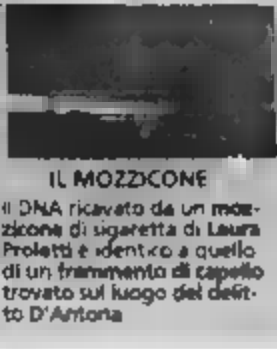 IL MOZZICONE
Il DNA ricavato da un moz-
zicone di sigaretta di Laura
Proietti è identico a quello
di un frammento di capello
trovato sul luogo del delit-
to D'Antona